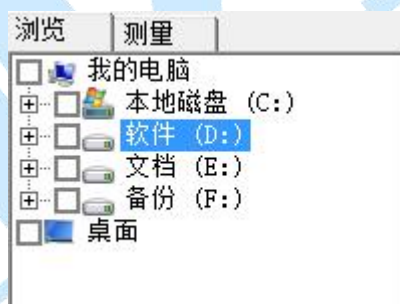 浏览 测量
我的电脑
本地磁盘 (C:)
软件 (D:)
文档 (E:)
备份 (F:)
桌面